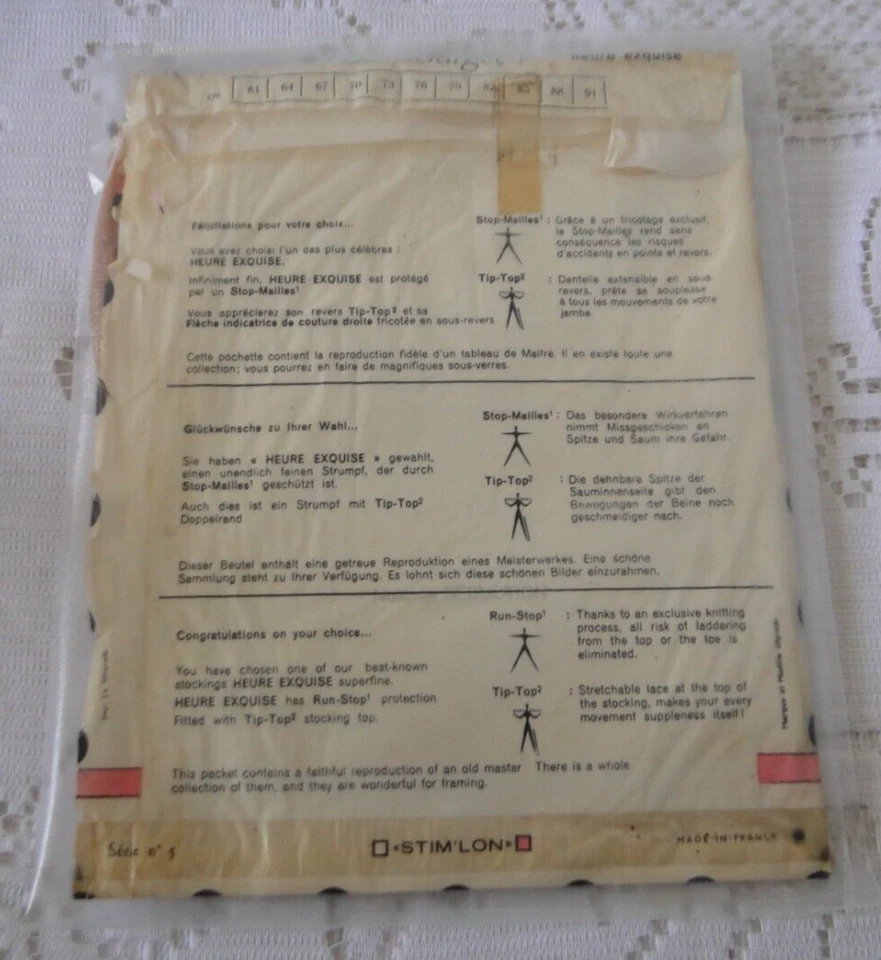 heure exquise
cm 61 64 67 70 73 76 79 82 85 88 91
Félicitations pour votre choix...
Vous avez choisi l'un des plus célèbres :
HEURE EXQUISE.
Infiniment fin, HEURE EXQUISE est protégé
par un Stop-Mailles¹
Vous apprécierez son revers Tip-Top² et sa
Flèche indicatrice de couture droite tricotée en sous-revers
Stop-Mailles¹ : Grâce à un tricotage exclusif,
le Stop-Mailles rend sans
conséquence les risques
d'accidents en pointe et revers.
Tip-Top² : Dentelle extensible en sous-
revers, prête sa souplesse
à tous les mouvements de votre
jambe.
Cette pochette contient la reproduction fidèle d'un tableau de Maître. Il en existe toute une
collection; vous pourrez en faire de magnifiques sous-verres.
Glückwünsche zu Ihrer Wahl...
Sie haben « HEURE EXQUISE » gewählt,
einen unendlich feinen Strumpf, der durch
Stop-Mailles¹ geschützt ist.
Auch dies ist ein Strumpf mit Tip-Top²
Doppelrand
Stop-Mailles¹ : Das besondere Wirkverfahren
nimmt Missgeschicken an
Spitze und Saum ihre Gefahr.
Tip-Top² : Die dehnbare Spitze der
Sauminnenseite gibt den
Bewegungen der Beine noch
geschmeidiger nach.
Dieser Beutel enthält eine getreue Reproduktion eines Meisterwerkes. Eine schöne
Sammlung steht zu Ihrer Verfügung. Es lohnt sich diese schönen Bilder einzurahmen.
Congratulations on your choice...
You have chosen one of our best-known
stockings HEURE EXQUISE superfine.
HEURE EXQUISE has Run-Stop¹ protection
Fitted with Tip-Top² stocking top.
Run-Stop¹ : Thanks to an exclusive knitting
process, all risk of laddering
from the top or the toe is
eliminated.
Tip-Top² : Stretchable lace at the top of
the stocking, makes your every
movement suppleness itself!
This packet contains a faithful reproduction of an old master There is a whole
collection of them, and they are wonderful for framing.
Série n° 5
«STIM'LON»
MADE IN FRANCE